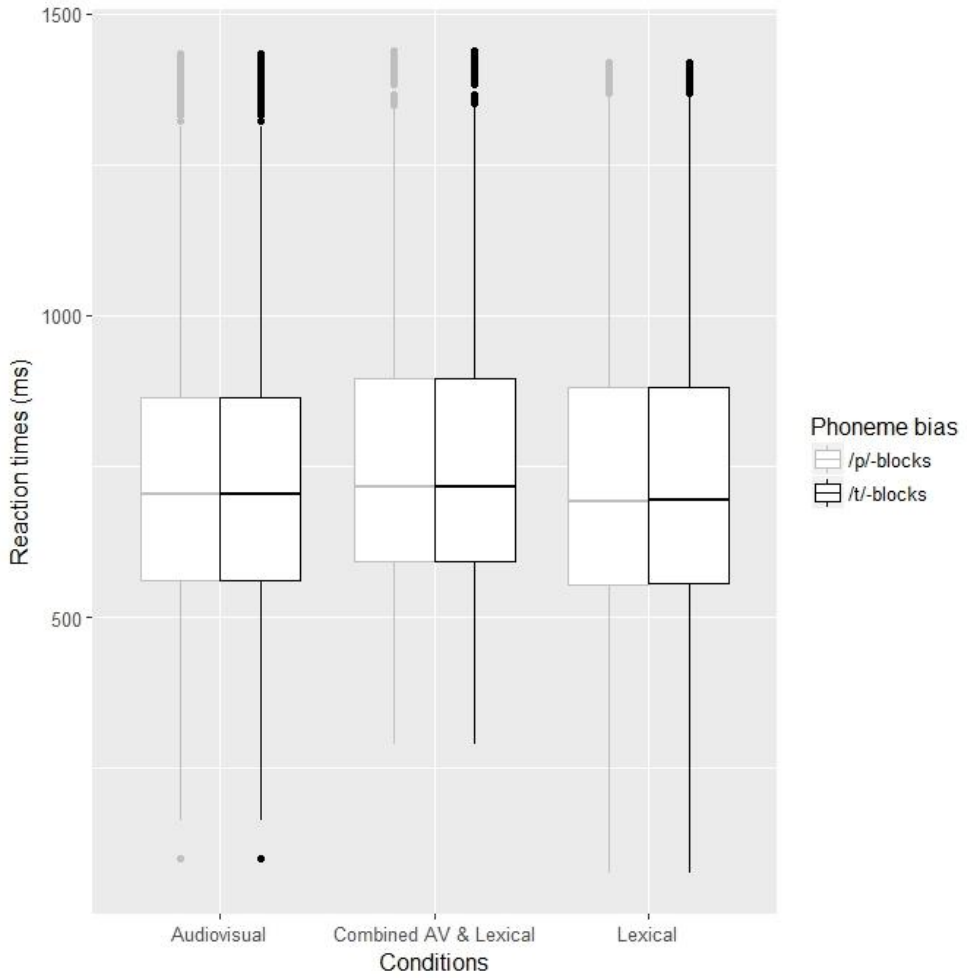 1500
1000
500
Reaction times (ms)
Audiovisual
Combined AV & Lexical
Lexical
Conditions
Phoneme bias
/p/-blocks
/t/-blocks